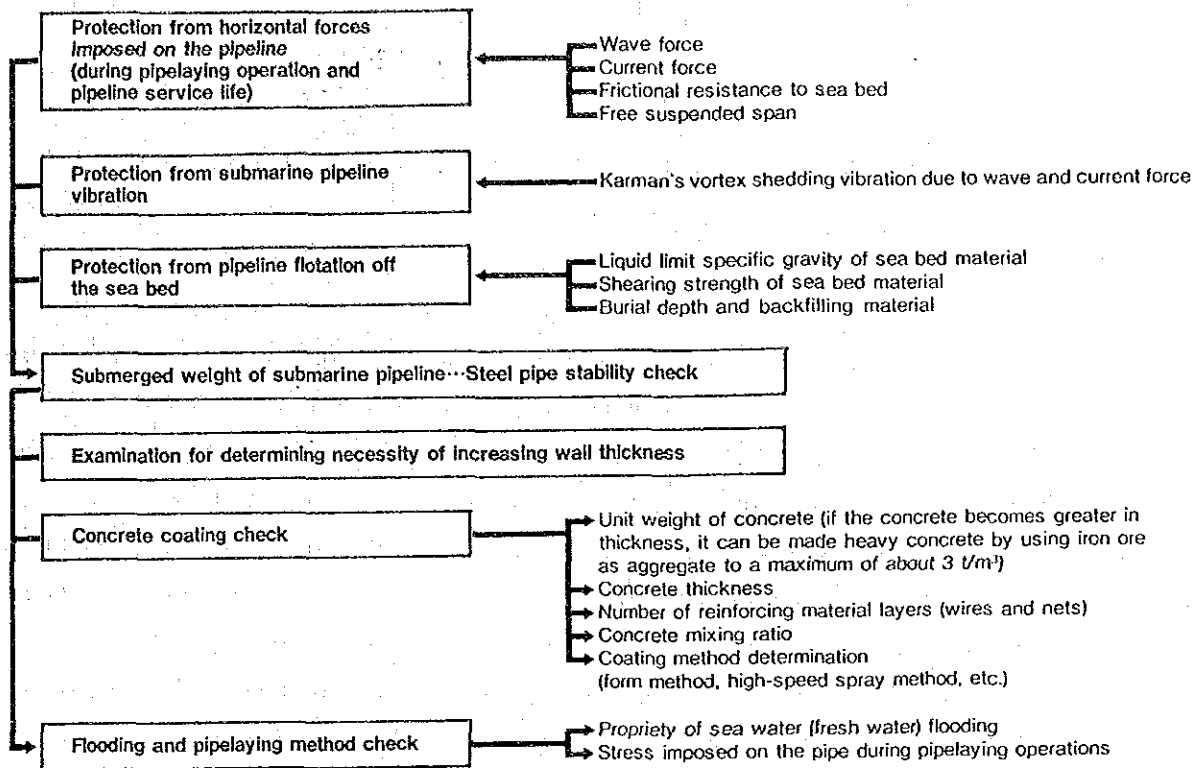 Protection from horizontal forces
imposed on the pipeline
(during pipelaying operation and
pipeline service life)
Wave force
Current force
Frictional resistance to sea bed
Free suspended span
Protection from submarine pipeline
vibration
Karman's vortex shedding vibration due to wave and current force
Protection from pipeline flotation off
the sea bed
Liquid limit specific gravity of sea bed material
Shearing strength of sea bed material
Burial depth and backfilling material
Submerged weight of submarine pipeline···Steel pipe stability check
Examination for determining necessity of increasing wall thickness
Concrete coating check
Unit weight of concrete (if the concrete becomes greater in
thickness, it can be made heavy concrete by using iron ore
as aggregate to a maximum of about 3 t/m³)
Concrete thickness
Number of reinforcing material layers (wires and nets)
Concrete mixing ratio
Coating method determination
(form method, high-speed spray method, etc.)
Flooding and pipelaying method check
Propriety of sea water (fresh water) flooding
Stress imposed on the pipe during pipelaying operations